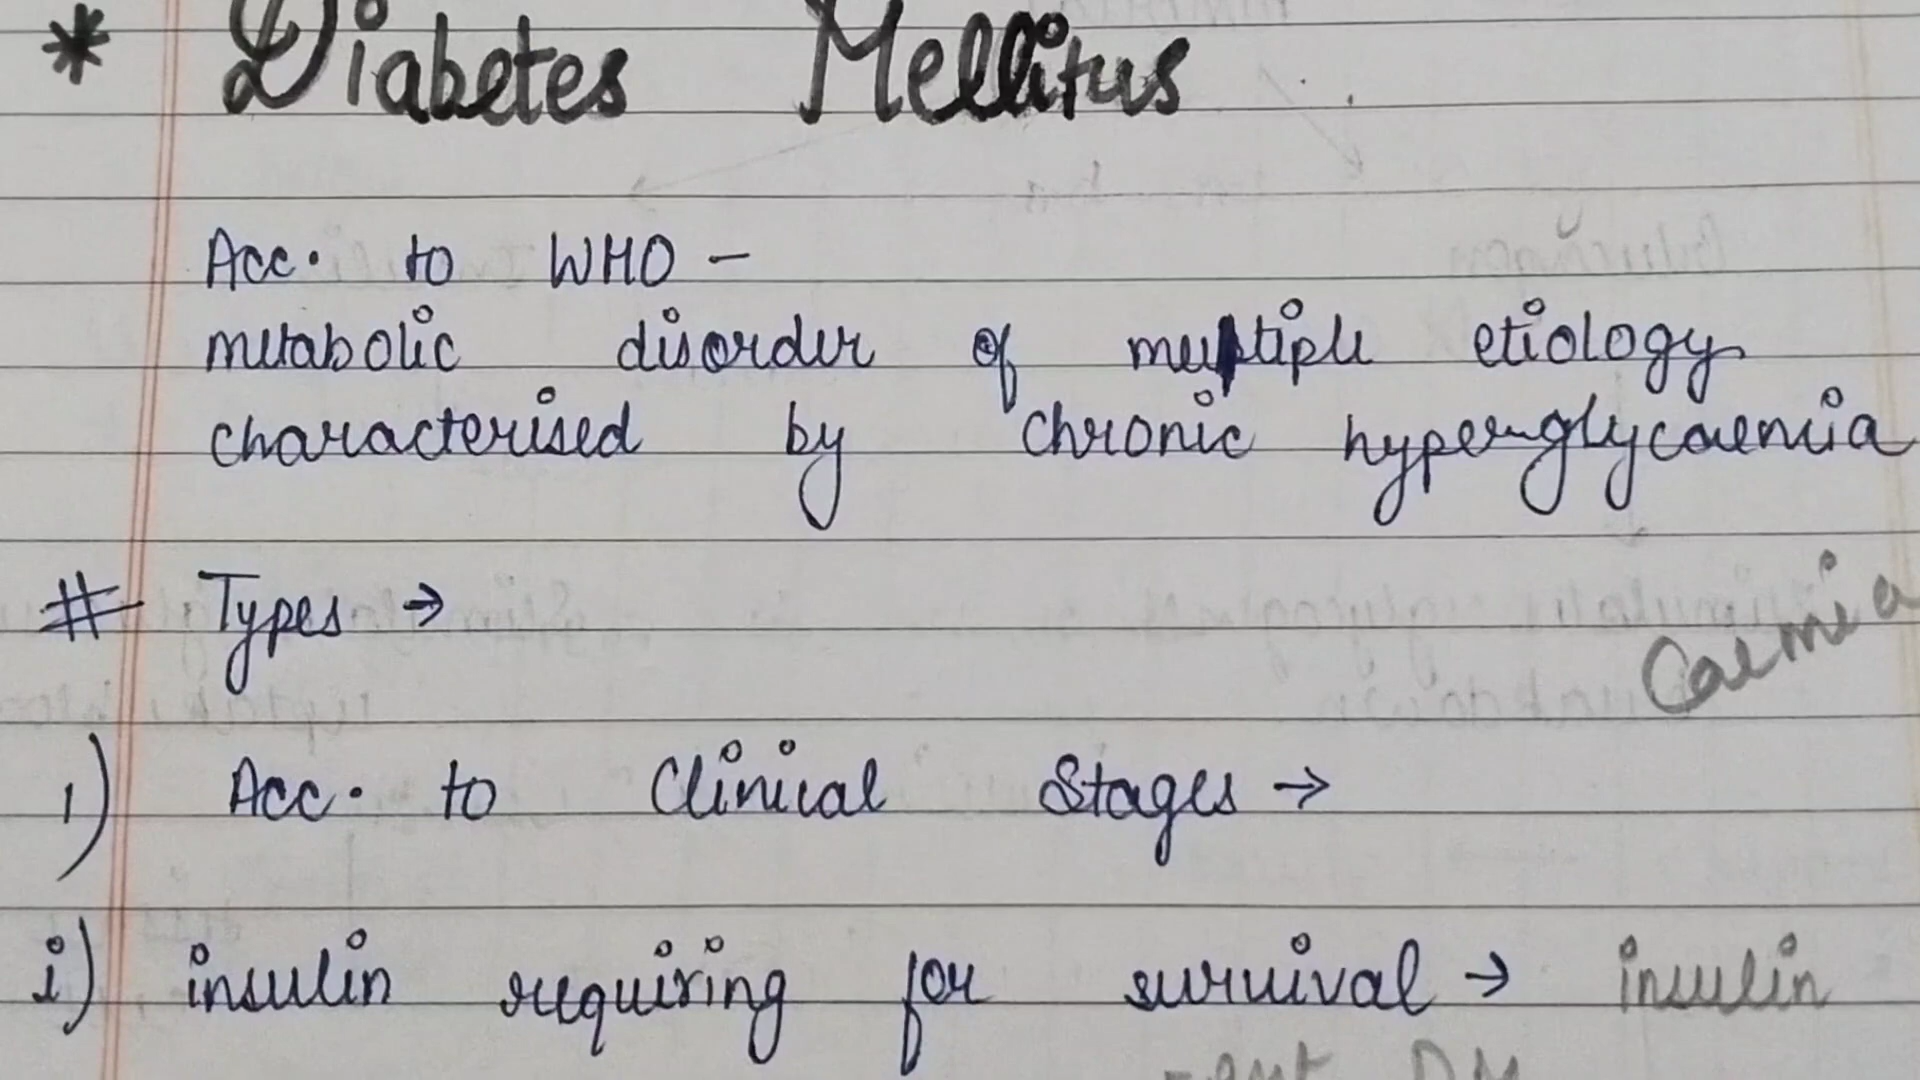 * Diabetes Mellitus
Acc. to WHO -
metabolic disorder of multiple etiology
characterised by chronic hyperglycaemia
# Types →
Caemia
1) Acc. to Clinical Stages →
i) insulin requiring for survival → insulin
DM